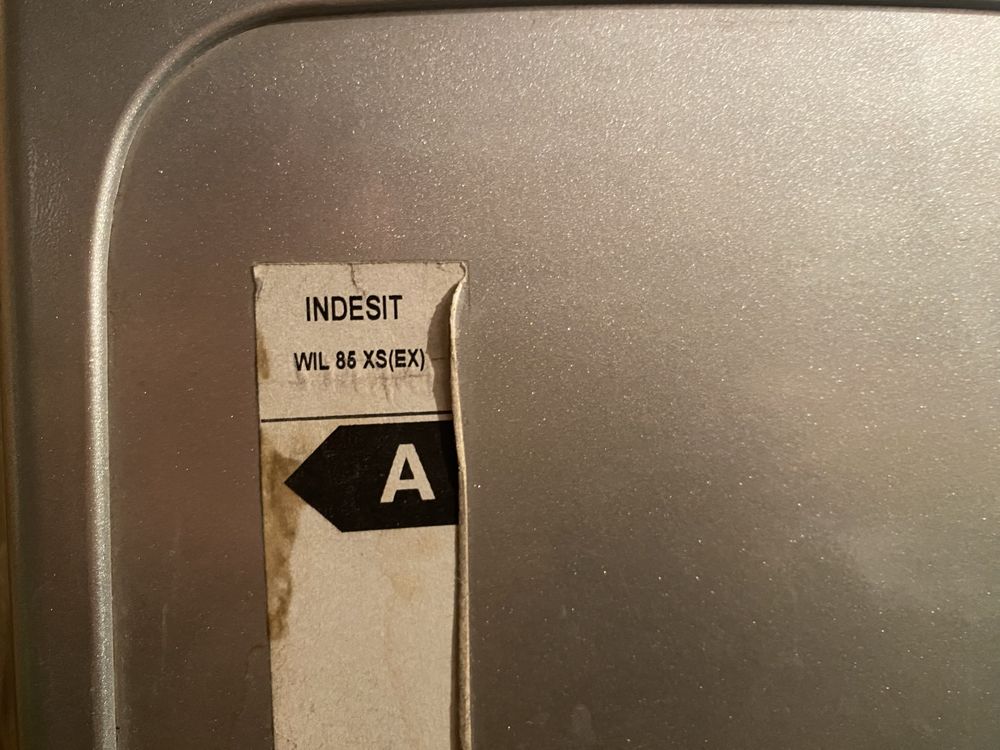 INDESIT
WIL 85 XS(EX)
A